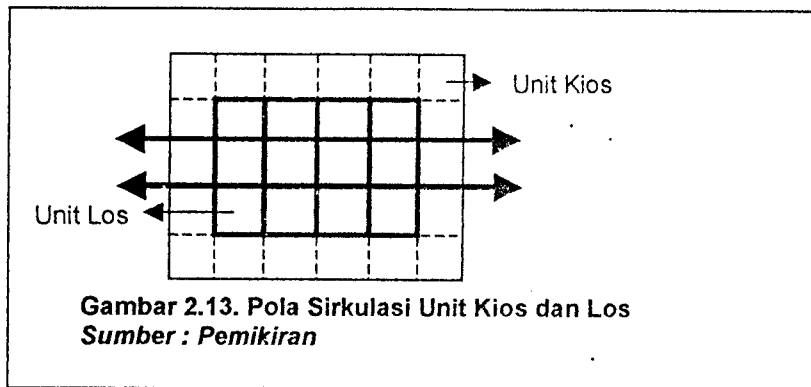 Unit Kios
Unit Los
Gambar 2.13. Pola Sirkulasi Unit Kios dan Los
Sumber : Pemikiran